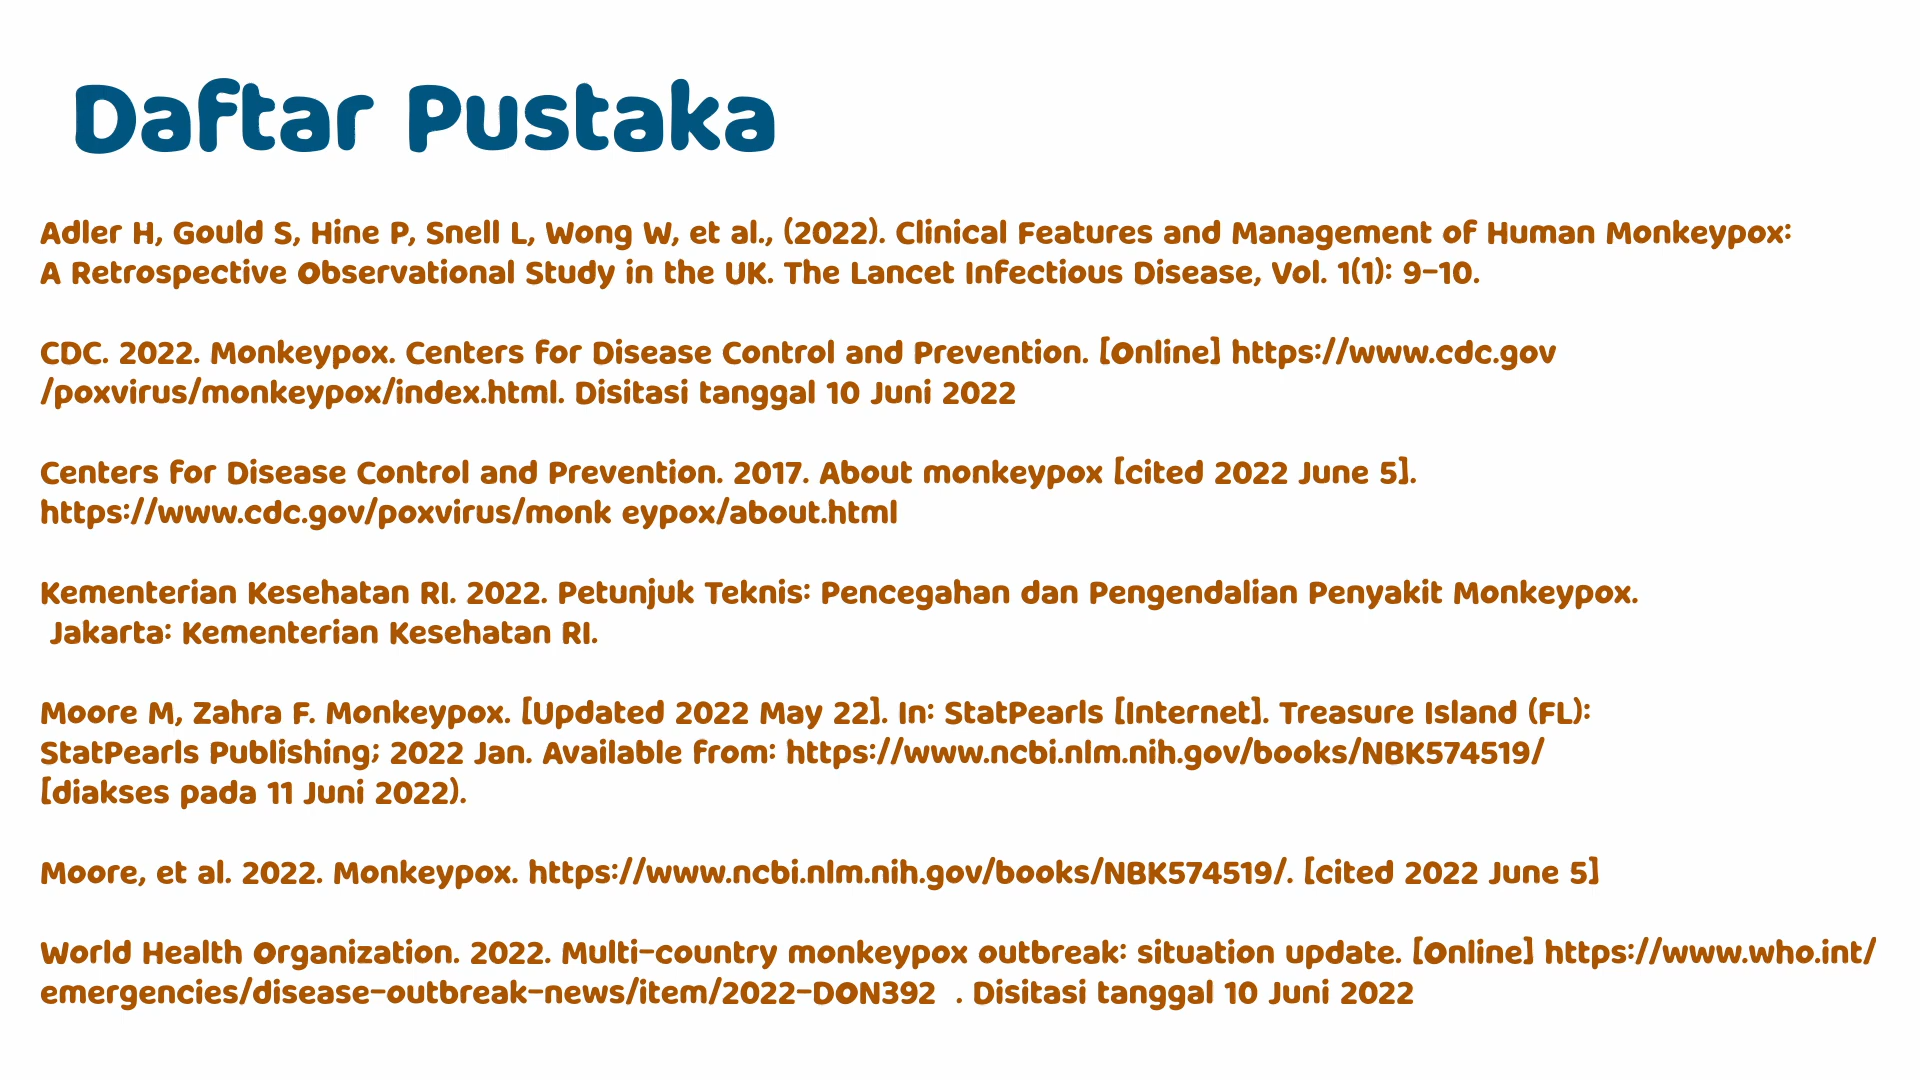 Daftar Pustaka
Adler H, Gould S, Hine P, Snell L, Wong W, et al., (2022). Clinical Features and Management of Human Monkeypox:
A Retrospective Observational Study in the UK. The Lancet Infectious Disease, Vol. 1(1): 9-10.
CDC. 2022. Monkeypox. Centers for Disease Control and Prevention. [Online] https://www.cdc.gov
/poxvirus/monkeypox/index.html. Disitasi tanggal 10 Juni 2022
Centers for Disease Control and Prevention. 2017. About monkeypox [cited 2022 June 5].
https://www.cdc.gov/poxvirus/monk eypox/about.html
Kementerian Kesehatan RI. 2022. Petunjuk Teknis: Pencegahan dan Pengendalian Penyakit Monkeypox.
Jakarta: Kementerian Kesehatan RI.
Moore M, Zahra F. Monkeypox. [Updated 2022 May 22]. In: StatPearls [Internet]. Treasure Island (FL):
StatPearls Publishing; 2022 Jan. Available from: https://www.ncbi.nlm.nih.gov/books/NBK574519/
[diakses pada 11 Juni 2022).
Moore, et al. 2022. Monkeypox. https://www.ncbi.nlm.nih.gov/books/NBK574519/. [cited 2022 June 5]
World Health Organization. 2022. Multi-country monkeypox outbreak: situation update. [Online] https://www.who.int/
emergencies/disease-outbreak-news/item/2022-DON392  . Disitasi tanggal 10 Juni 2022